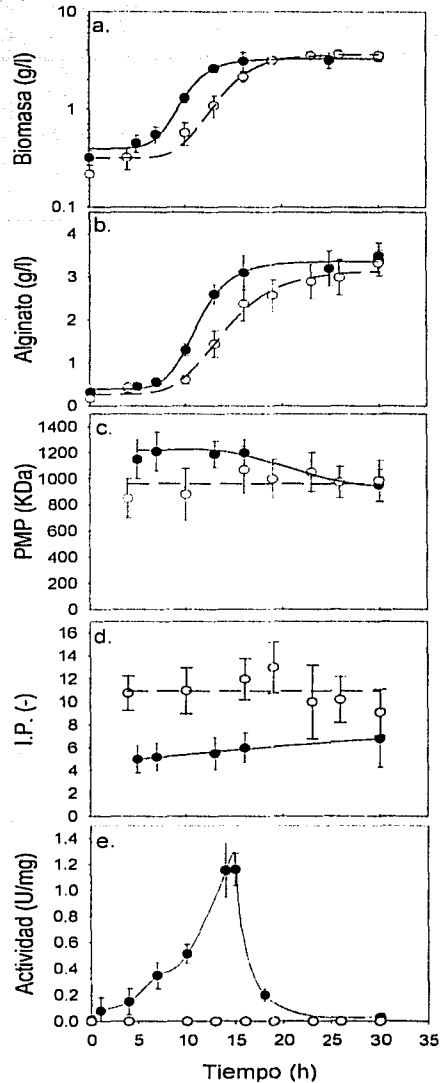 a.
Biomasa (g/l)
10
1
0.1
b.
Alginato (g/l)
4
3
2
1
0
c.
PMP (KDa)
1400
1200
1000
800
600
400
200
0
d.
I.P. (-)
16
14
12
10
8
6
4
2
0
e.
Actividad (U/mg)
1.4
1.2
1.0
0.8
0.6
0.4
0.2
0.0
0 5 10 15 20 25 30 35
Tiempo (h)